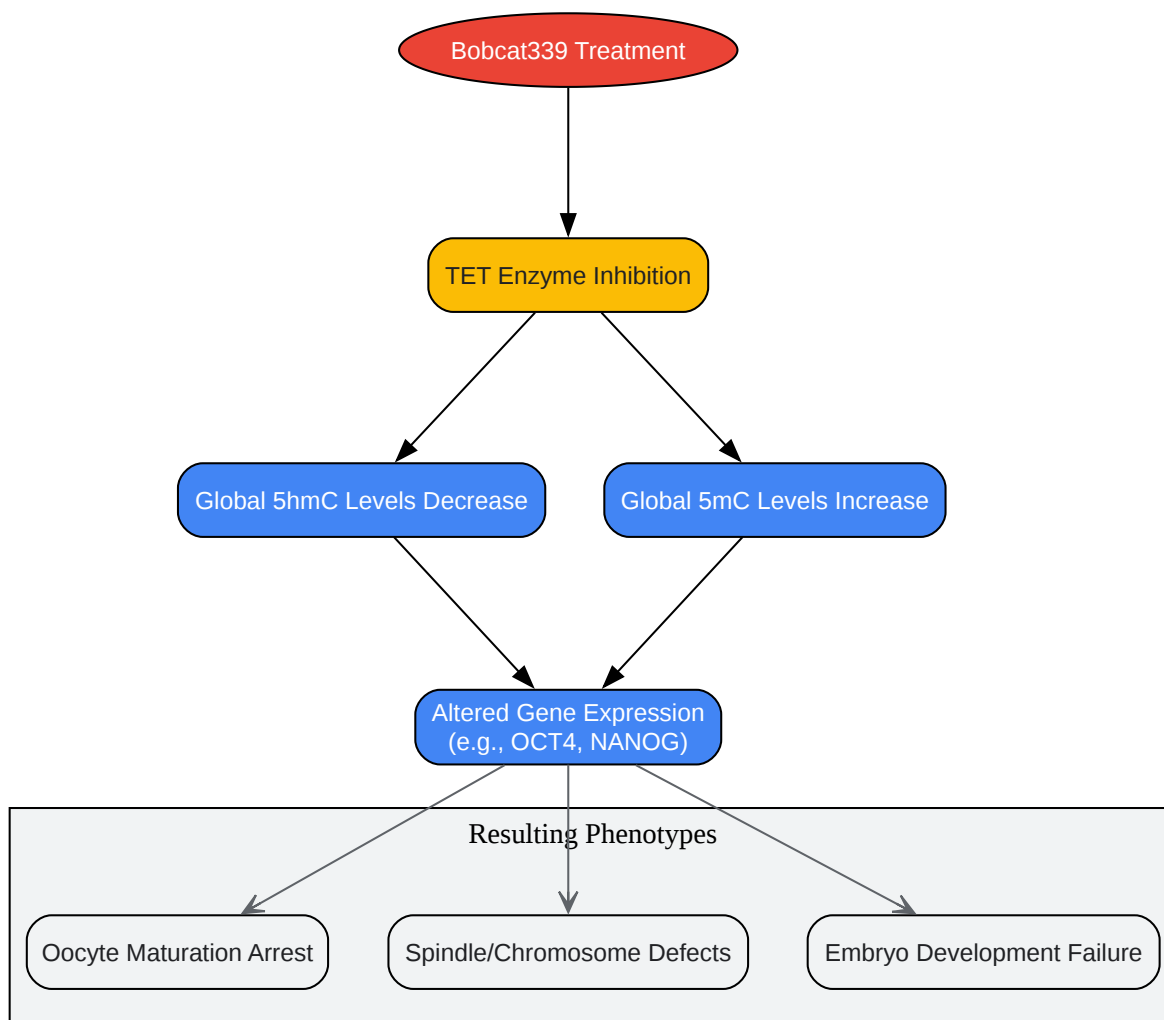 Bobcat339 Treatment
TET Enzyme Inhibition
Global 5hmC Levels Decrease
Global 5mC Levels Increase
Altered Gene Expression
(e.g., OCT4, NANOG)
Resulting Phenotypes
Oocyte Maturation Arrest
Spindle/Chromosome Defects
Embryo Development Failure